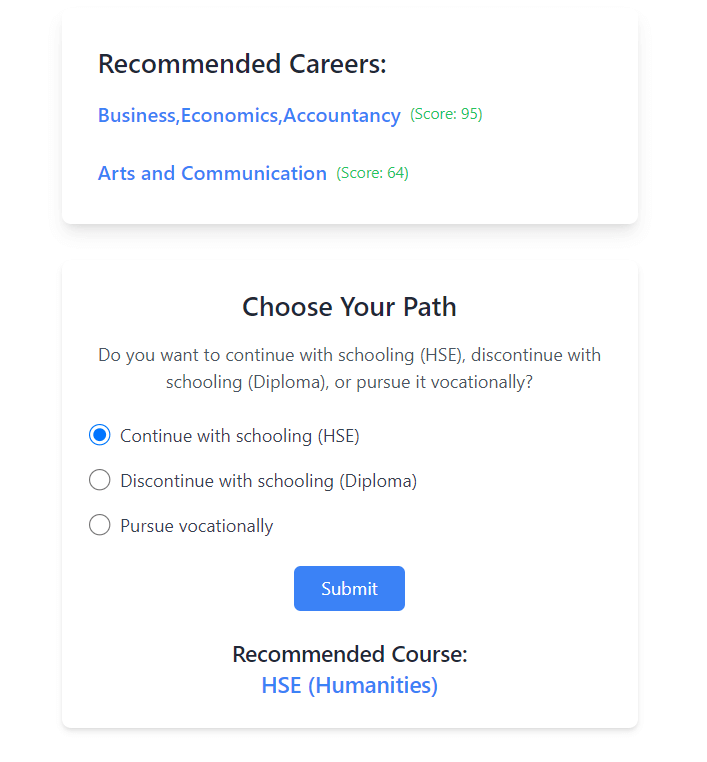 Recommended Careers:
Business,Economics,Accountancy (Score: 95)
Arts and Communication (Score: 64)
Choose Your Path
Do you want to continue with schooling (HSE), discontinue with
schooling (Diploma), or pursue it vocationally?
Continue with schooling (HSE)
Discontinue with schooling (Diploma)
Pursue vocationally
Submit
Recommended Course:
HSE (Humanities)